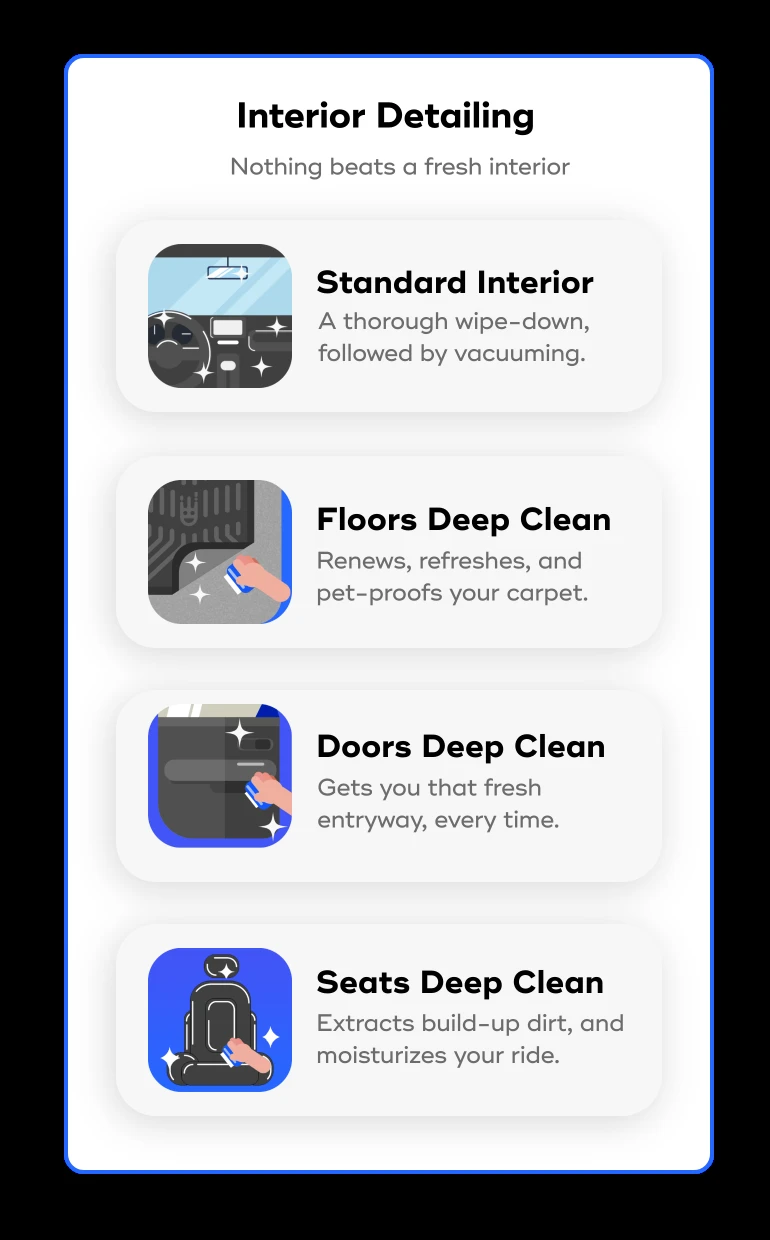 Interior Detailing
Nothing beats a fresh interior
Standard Interior
A thorough wipe-down,
followed by vacuuming.
Floors Deep Clean
Renews, refreshes, and
pet-proofs your carpet.
Doors Deep Clean
Gets you that fresh
entryway, every time.
Seats Deep Clean
Extracts build-up dirt, and
moisturizes your ride.